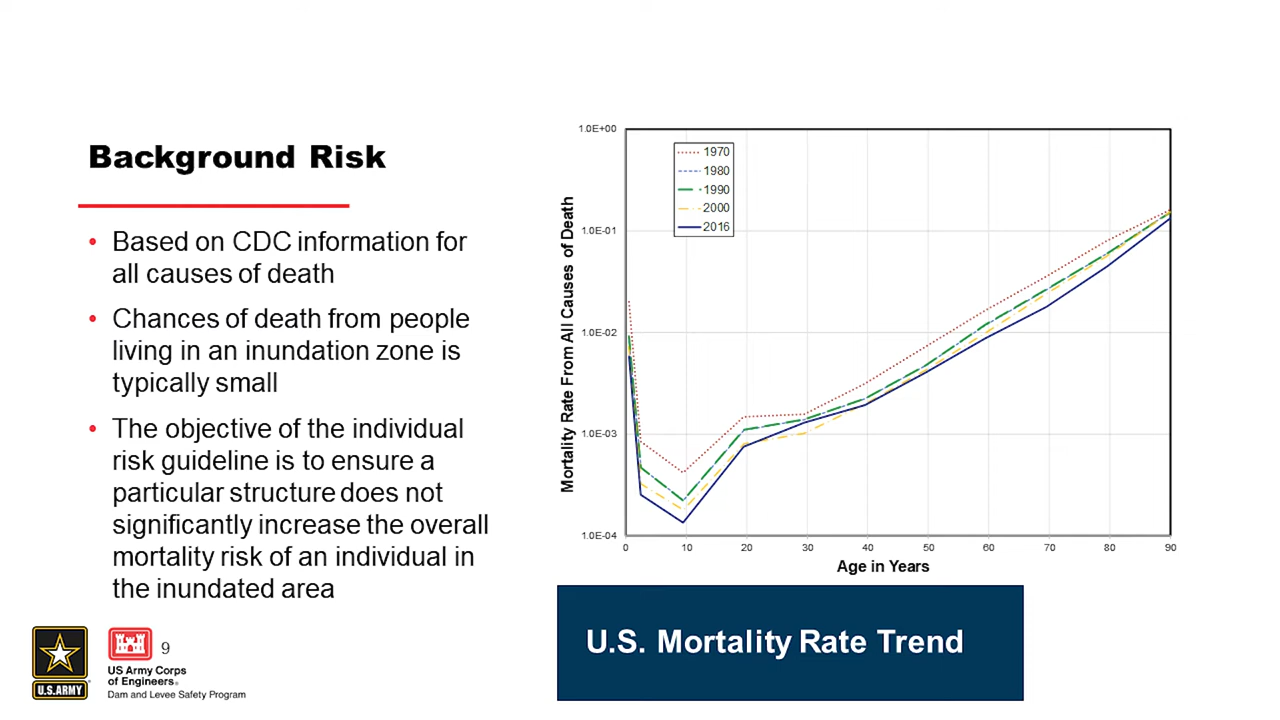 Background Risk
• Based on CDC information for
all causes of death
• Chances of death from people
living in an inundation zone is
typically small
• The objective of the individual
risk guideline is to ensure a
particular structure does not
significantly increase the overall
mortality risk of an individual in
the inundated area
Mortality Rate From All Causes of Death
1.0E+00
1.0E-01
1.0E-02
1.0E-03
1.0E-04
1970
1980
1990
2000
2016
0 10 20 30 40 50 60 70 80 90
Age in Years
U.S. Mortality Rate Trend
U.S. ARMY
US Army Corps
of Engineers®
Dam and Levee Safety Program
9